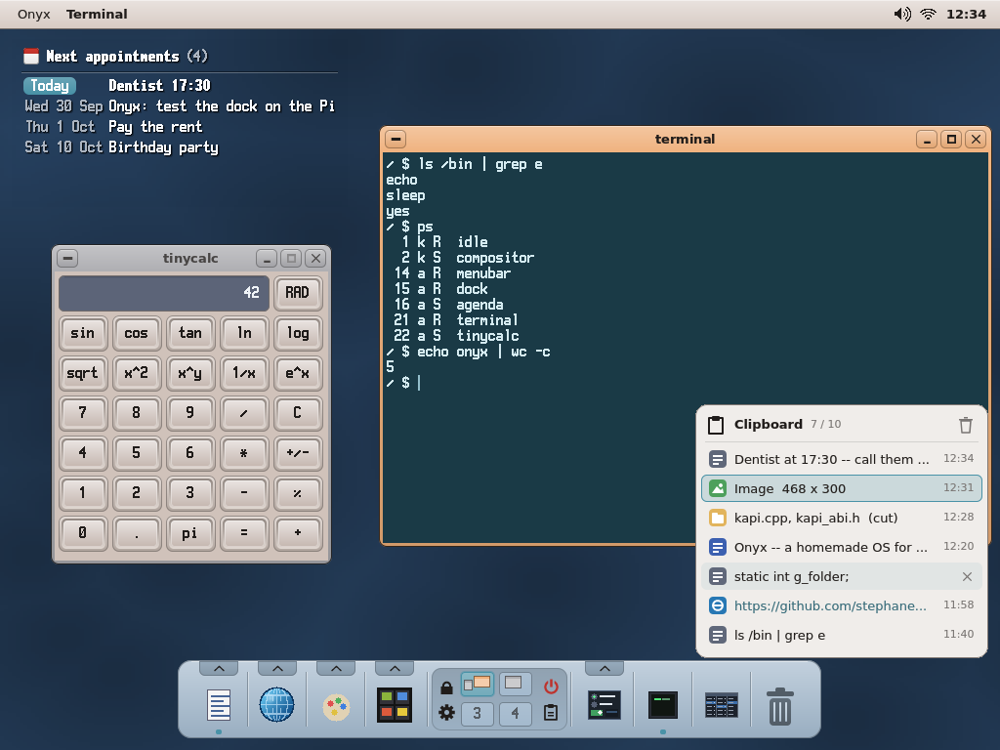 Onyx Terminal 12:34
Next appointments (4)
Today Dentist 17:30
Wed 30 Sep Onyx: test the dock on the Pi
Thu 1 Oct Pay the rent
Sat 10 Oct Birthday party
terminal
/ $ ls /bin | grep e
echo
sleep
yes
/ $ ps
1 k R idle
2 k S compositor
14 a R menubar
15 a R dock
16 a S agenda
21 a R terminal
22 a S tinycalc
/ $ echo onyx | wc -c
5
/ $
tinycalc
42 RAD
sin cos tan ln log
sqrt x^2 x^y 1/x e^x
7 8 9 / C
4 5 6 * +/-
1 2 3 - %
0 . pi = +
Clipboard 7 / 10
Dentist at 17:30 -- call them ... 12:34
Image 468 x 300 12:31
kapi.cpp, kapi_abi.h (cut) 12:28
Onyx -- a homemade OS for ... 12:20
static int g_folder;
https://github.com/stephane... 11:58
ls /bin | grep e 11:40
3 4